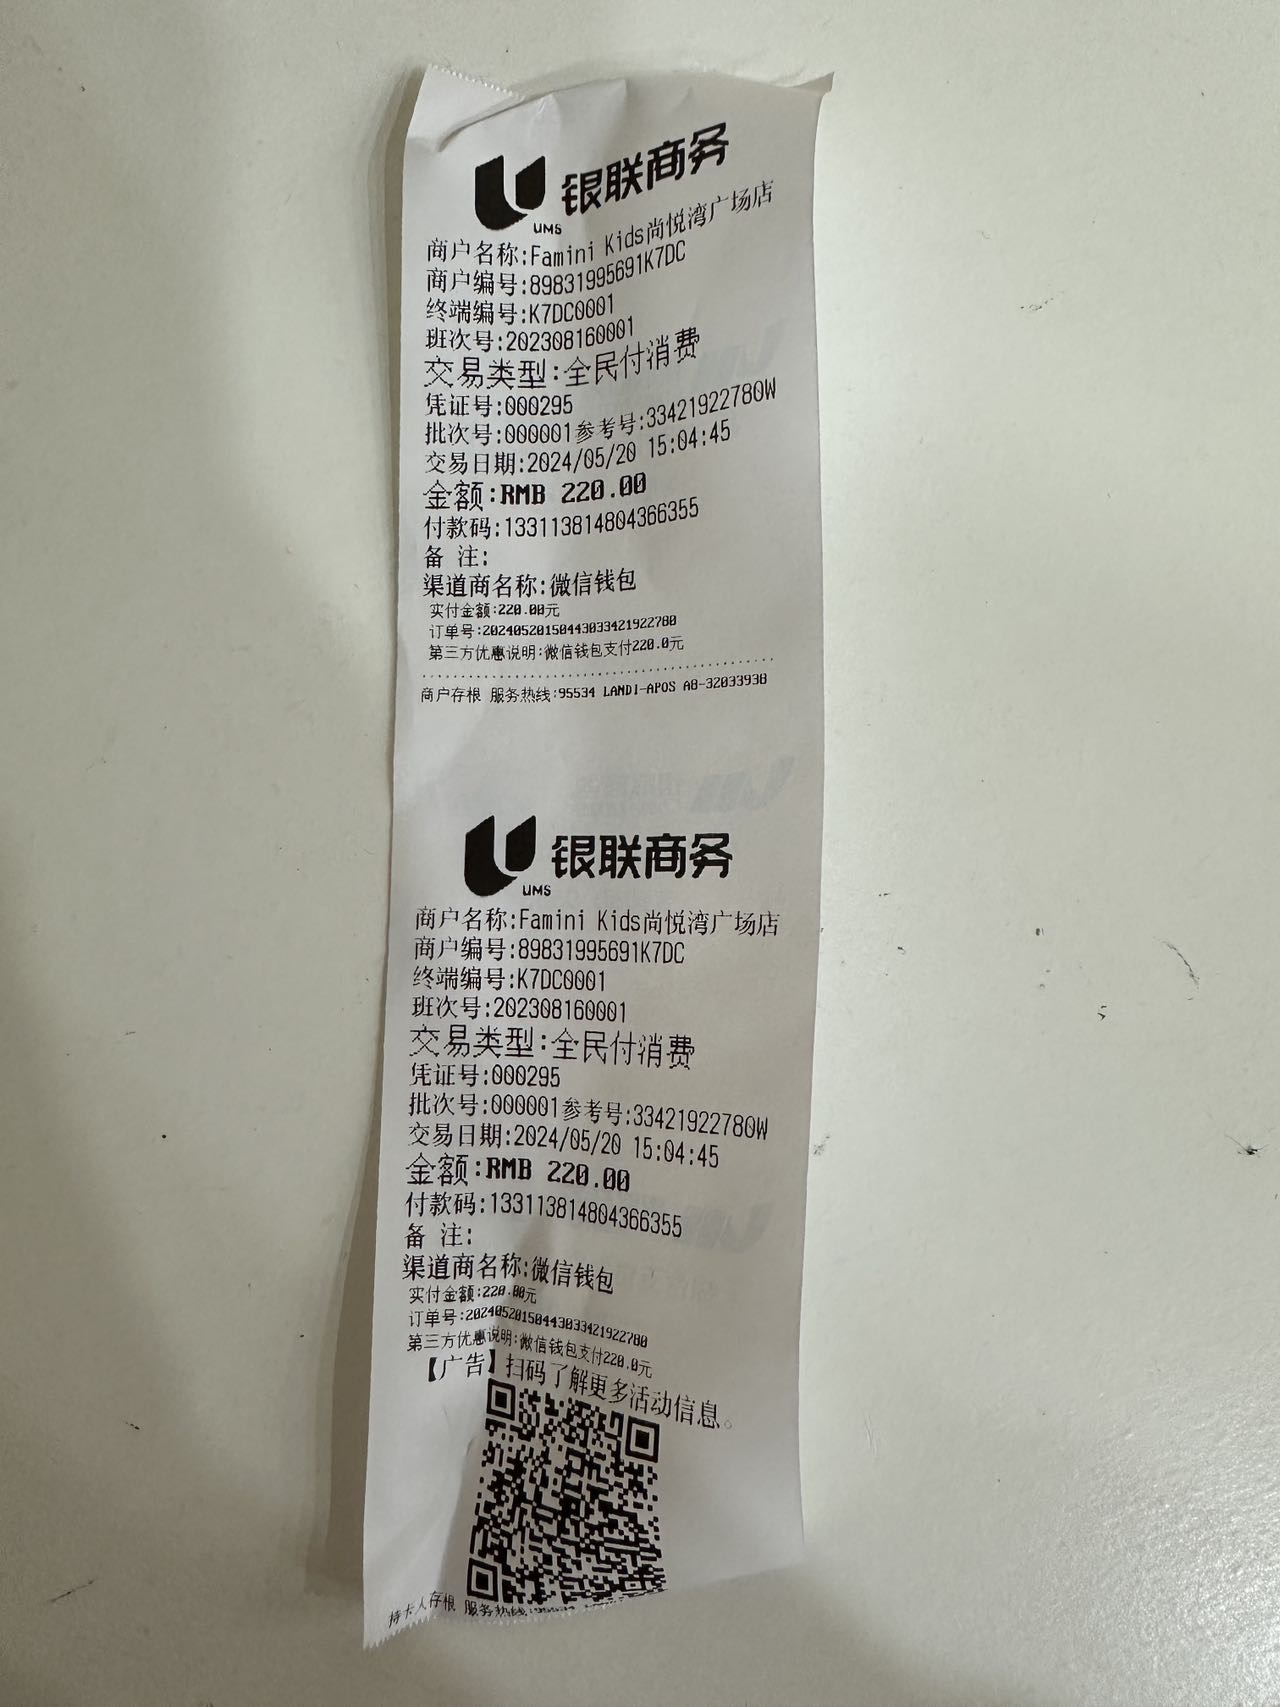 银联商务
UMS
商户名称:Famini Kids尚悦湾广场店
商户编号:89831995691K7DC
终端编号:K7DC0001
班次号:202308160001
交易类型:全民付消费
凭证号:000295
批次号:000001参考号:33421922780W
交易日期:2024/05/20 15:04:45
金额:RMB 220.00
付款码:133113814804366355
备 注:
渠道商名称:微信钱包
实付金额:220.00元
订单号:20240520150443033421922780
第三方优惠说明:微信钱包支付220.0元
商户存根 服务热线:95534 LANDI-APOS A8-32033938
银联商务
UMS
商户名称:Famini Kids尚悦湾广场店
商户编号:89831995691K7DC
终端编号:K7DC0001
班次号:202308160001
交易类型:全民付消费
凭证号:000295
批次号:000001参考号:33421922780W
交易日期:2024/05/20 15:04:45
金额:RMB 220.00
付款码:133113814804366355
备 注:
渠道商名称:微信钱包
实付金额:220.00元
订单号:20240520150443033421922780
第三方优惠说明:微信钱包支付220.0元
【广告】扫码了解更多活动信息。
持卡人存根 服务热线:95534